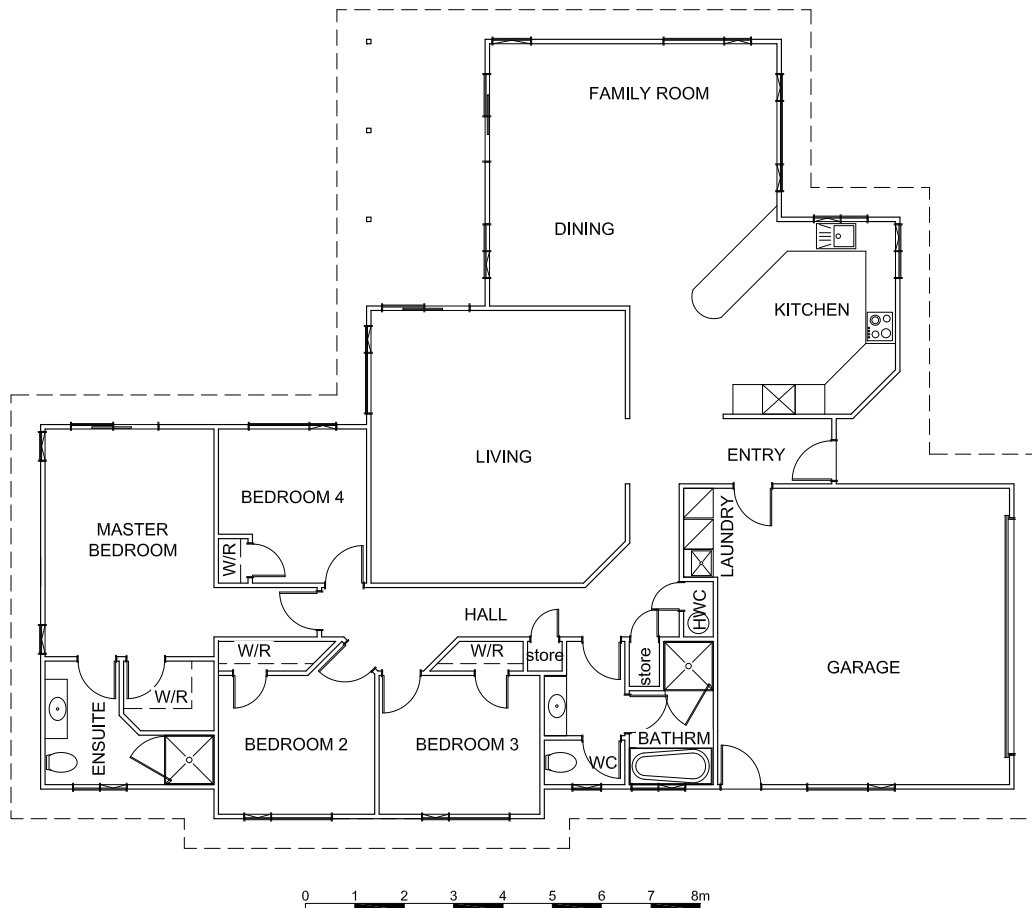 FAMILY ROOM
DINING
KITCHEN
LIVING
ENTRY
BEDROOM 4
MASTER
BEDROOM
W/R
LAUNDRY
HALL
HWC
W/R
W/R
store
store
GARAGE
W/R
ENSUITE
BEDROOM 2
BEDROOM 3
BATHRM
WC
0 1 2 3 4 5 6 7 8m